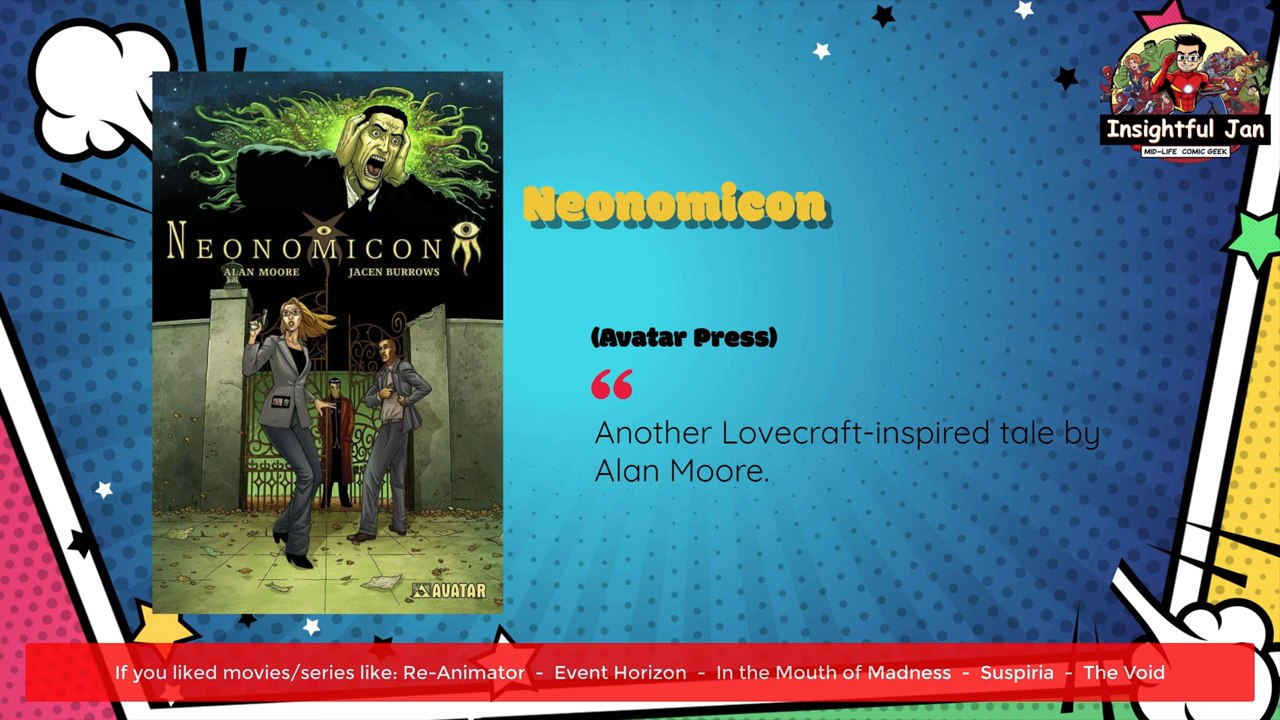 Insightful Jan
MID-LIFE COMIC GEEK
NEONOMICON
ALAN MOORE JACEN BURROWS
AVATAR
Neonomicon
(Avatar Press)
“
Another Lovecraft-inspired tale by
Alan Moore.
If you liked movies/series like: Re-Animator - Event Horizon - In the Mouth of Madness - Suspiria - The Void